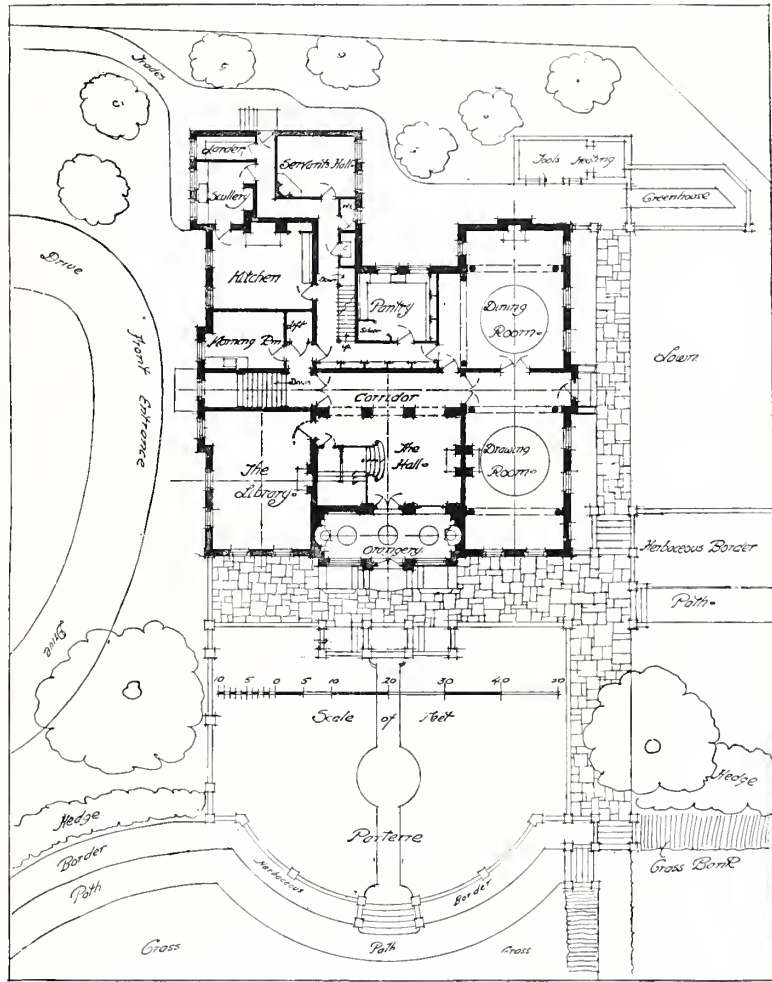 Trades
Larder
Servants Hall.
Scullery
W.C.
Tools Heating
Greenhouse
Drive
Kitchen
C
Down
Pantry
Dining
Room.
Front Entrance
Morning Rm
Lift
Silver
up
Lawn
Down
Corridor
The
Library.
The
Hall.
Drawing
Room.
Orangery
Herbaceous Border
Path.
Drive
10 5 0 5 10 20 30 40 50
Scale of Feet
Hedge
Hedge
Parterre
Border
Path
Herbaceous Border
Grass Bank
Grass
Path
Grass